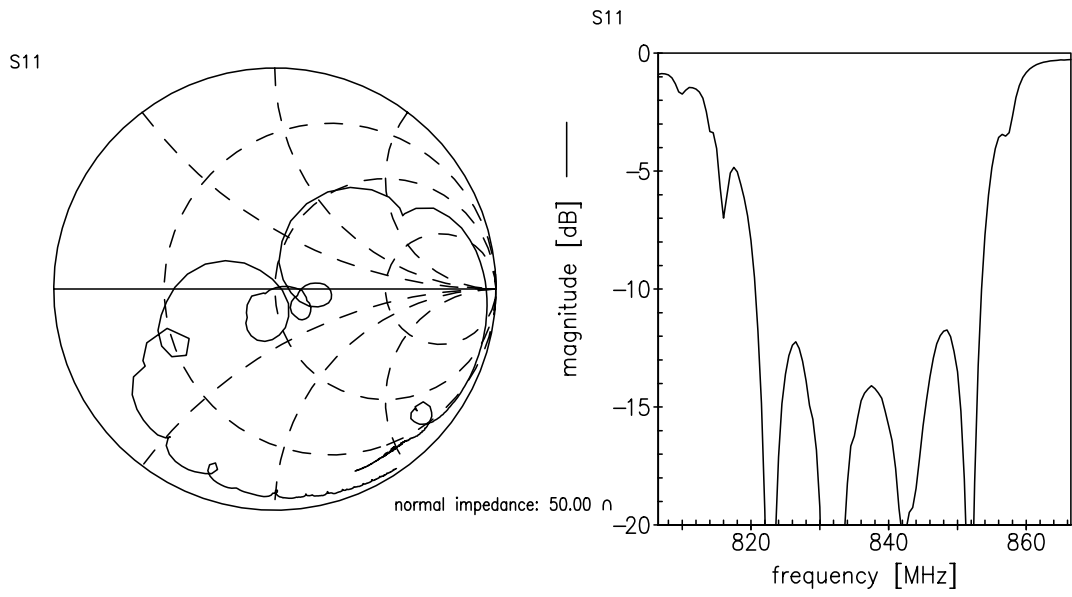 S11
S11
0
−5
−10
−15
−20
magnitude [dB]
820
840
860
frequency [MHz]
normal impedance: 50.00 ∩